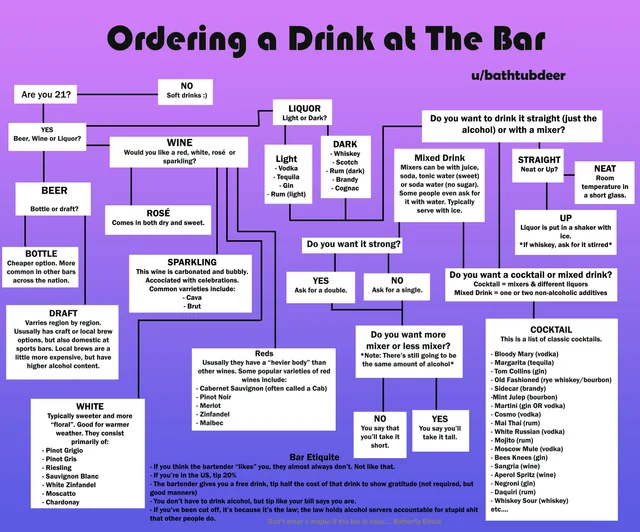 Ordering a Drink at The Bar
u/bathtubdeer
Are you 21?
NO
Soft drinks :)
YES
Beer, Wine or Liquor?
LIQUOR
Light or Dark?
Light
- Vodka
- Tequila
- Gin
- Rum (light)
DARK
- Whiskey
- Scotch
- Rum (dark)
- Brandy
- Cognac
Do you want to drink it straight (just the
alcohol) or with a mixer?
STRAIGHT
Neat or Up?
NEAT
Room
temperature in
a short glass.
UP
Liquor is put in a shaker with
ice.
*If whiskey, ask for it stirred*
Mixed Drink
Mixers can be with juice,
soda, tonic water (sweet)
or soda water (no sugar).
Some people even ask for
it with water. Typically
serve with ice.
WINE
Would you like a red, white, rosé or
sparkling?
BEER
Bottle or draft?
ROSÉ
Comes in both dry and sweet.
BOTTLE
Cheaper option. More
common in other bars
across the nation.
SPARKLING
This wine is carbonated and bubbly.
Accociated with celebrations.
Common varieties include:
- Cava
- Brut
DRAFT
Varries region by region.
Ususally has craft or local brew
options, but also domestic at
sports bars. Local brews are a
little more expensive, but have
higher alcohol content.
Do you want it strong?
YES
Ask for a double.
NO
Ask for a single.
Do you want a cocktail or mixed drink?
Cocktail = mixers & different liquors
Mixed Drink = one or two non-alcoholic additives
Do you want more
mixer or less mixer?
*Note: There's still going to be
the same amount of alcohol*
NO
You say that
you'll take it
short.
YES
You say you'll
take it tall.
Reds
Ususally they have a "hevier body" than
other wines. Some popular varieties of red
wines include:
- Cabernet Sauvignon (often called a Cab)
- Pinot Noir
- Merlot
- Zinfandel
- Malbec
WHITE
Typically sweeter and more
"floral". Good for warmer
weather. They consist
primarily of:
- Pinot Grigio
- Pinot Gris
- Riesling
- Sauvignon Blanc
- White Zinfandel
- Moscatto
- Chardonay
COCKTAIL
This is a list of classic cocktails.
- Bloody Mary (vodka)
- Margarita (tequila)
- Tom Collins (gin)
- Old Fashioned (rye whiskey/bourbon)
- Sidecar (brandy)
-Mint Julep (bourbon)
- Martini (gin OR vodka)
- Cosmo (vodka)
- Mai Thai (rum)
- White Russian (vodka)
- Mojito (rum)
- Moscow Mule (vodka)
- Bees Knees (gin)
- Sangria (wine)
- Aperol Spritz (wine)
- Negroni (gin)
- Daquiri (rum)
- Whiskey Sour (whiskey)
etc....
Bar Etiquite
- If you think the bartender "likes" you, they almost always don't. Not like that.
- If you're in the US, tip 20%
- The bartender gives you a free drink, tip half the cost of that drink to show gratitude (not required, but
good manners)
- You don't have to drink alcohol, but tip like your bill says you are.
- If you've been cut off, it's because it's the law; the law holds alcohol servers accountable for stupid shit
that other people do.
Don't order a mojito if the bar is busy.... Butterfly Effect